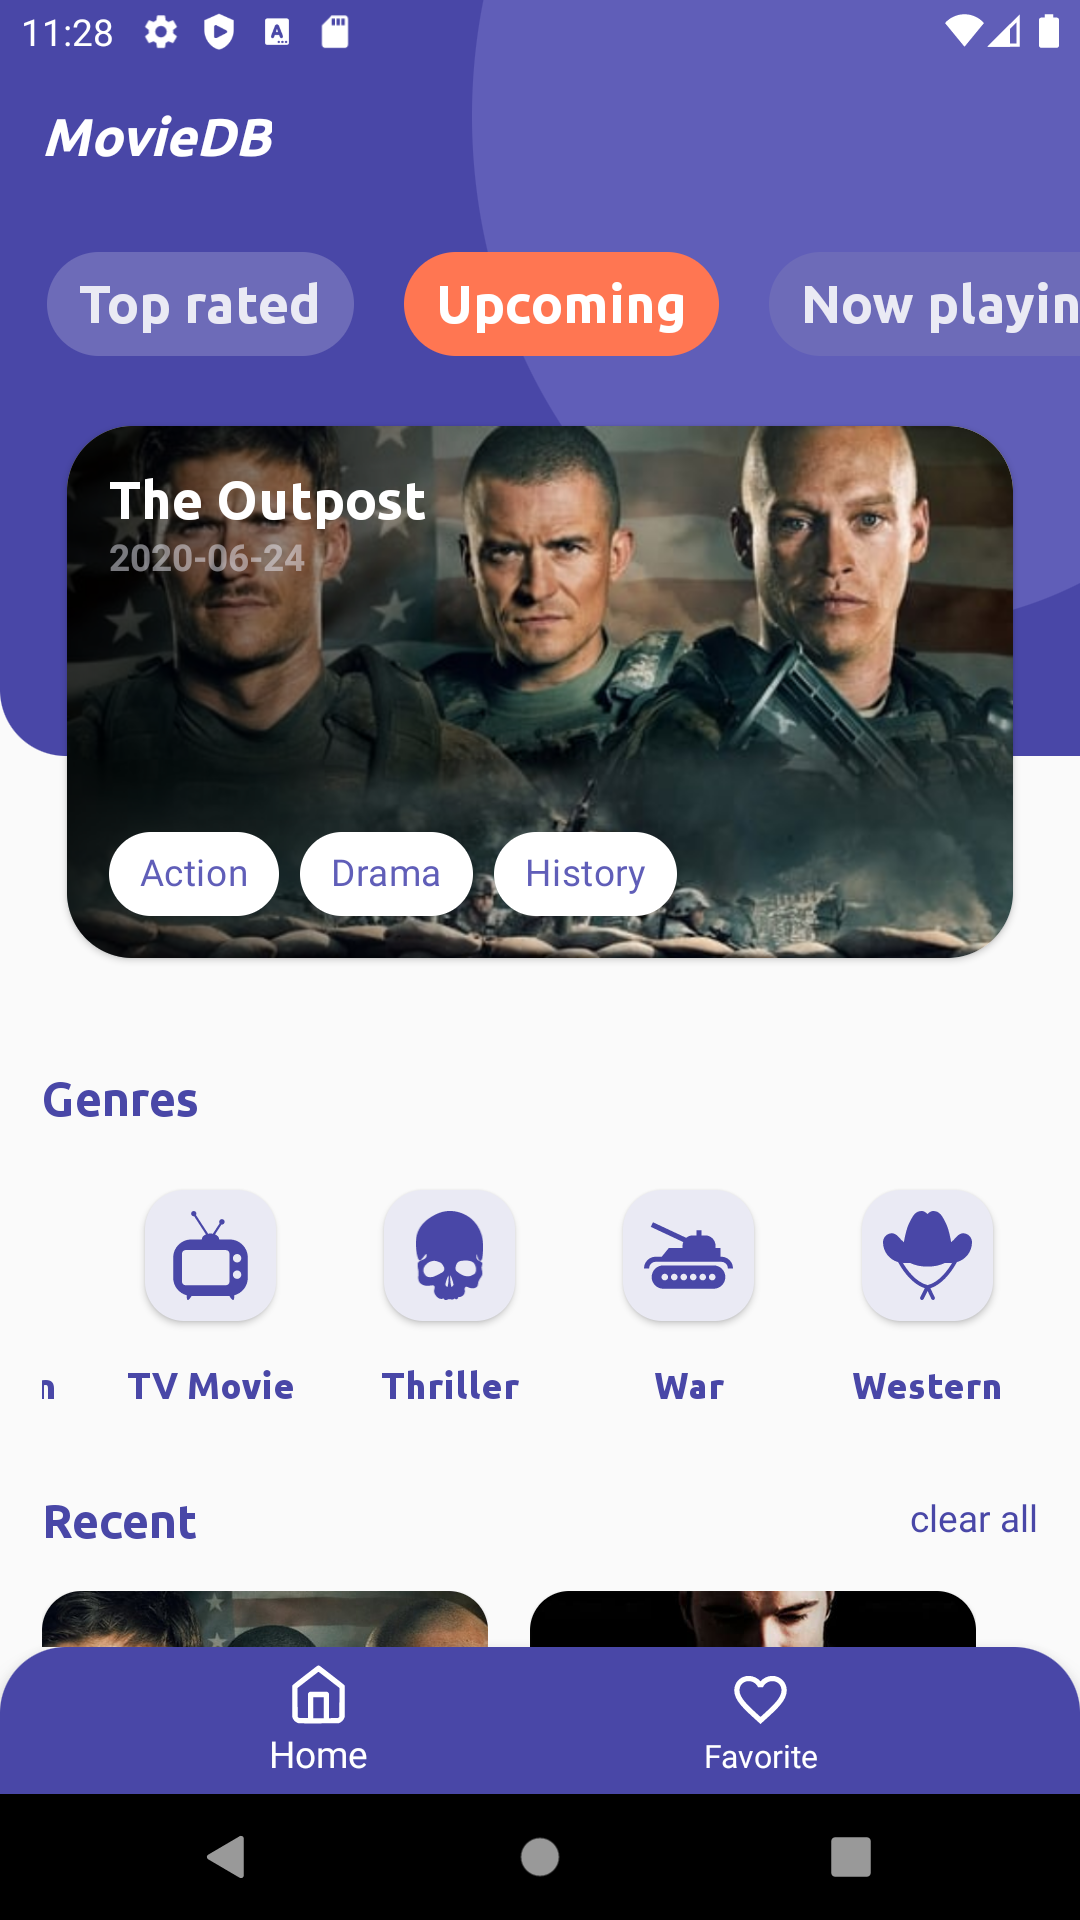 11:28
MovieDB
Top rated
Upcoming
Now playin
The Outpost
2020-06-24
Action
Drama
History
Genres
n
TV Movie
Thriller
War
Western
Recent
clear all
Home
Favorite